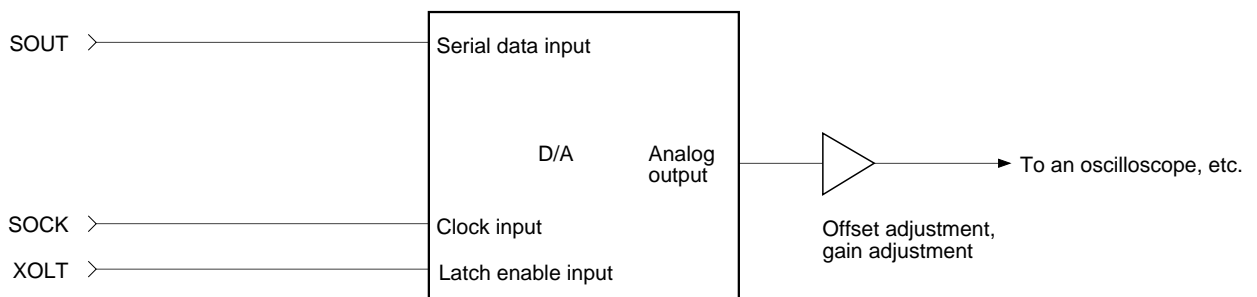 SOUT
Serial data input
D/A
Analog
output
To an oscilloscope, etc.
SOCK
Clock input
Offset adjustment,
gain adjustment
XOLT
Latch enable input